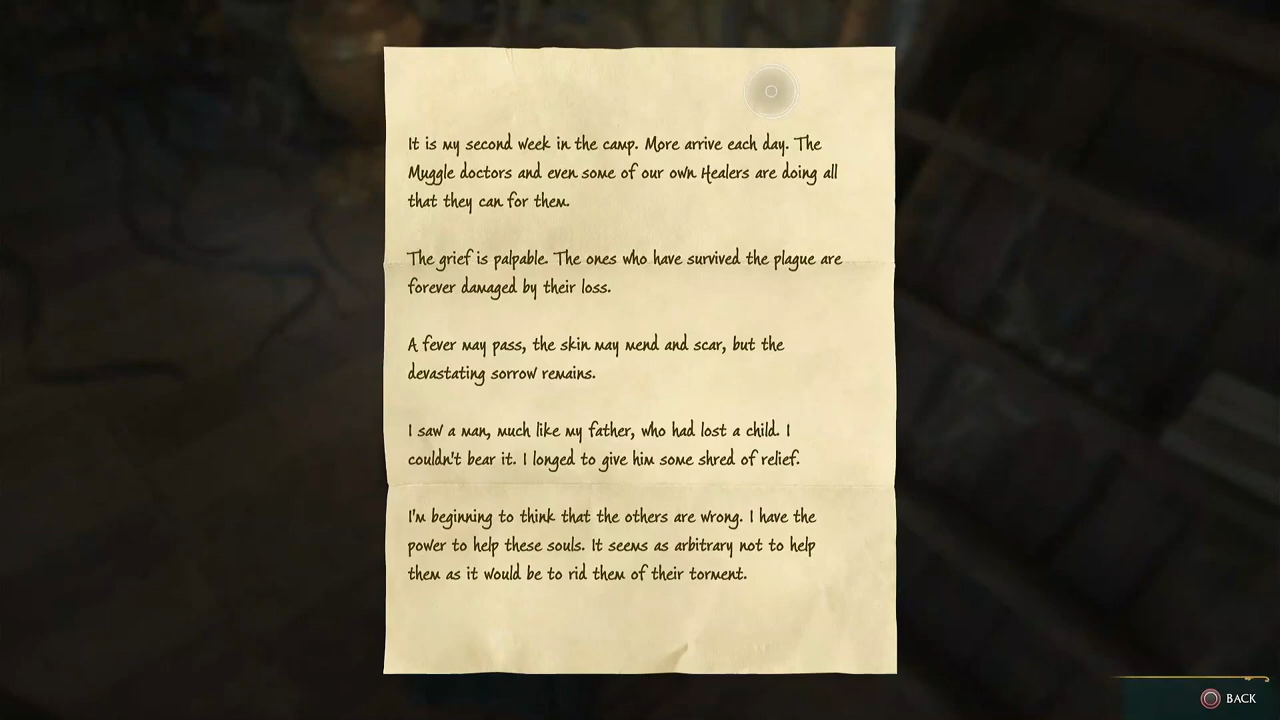 It is my second week in the camp. More arrive each day. The
Muggle doctors and even some of our own Healers are doing all
that they can for them.
The grief is palpable. The ones who have survived the plague are
forever damaged by their loss.
A fever may pass, the skin may mend and scar, but the
devastating sorrow remains.
I saw a man, much like my father, who had lost a child. I
couldn't bear it. I longed to give him some shred of relief.
I'm beginning to think that the others are wrong. I have the
power to help these souls. It seems as arbitrary not to help
them as it would be to rid them of their torment.
BACK